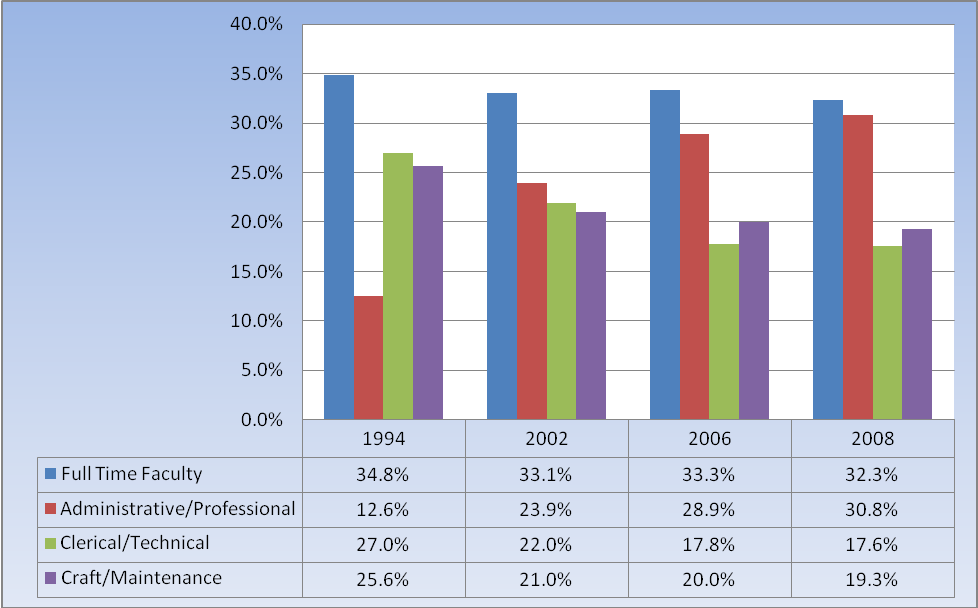 40.0%
35.0%
30.0%
25.0%
20.0%
15.0%
10.0%
5.0%
0.0%
1994 2002 2006 2008
Full Time Faculty 34.8% 33.1% 33.3% 32.3%
Administrative/Professional 12.6% 23.9% 28.9% 30.8%
Clerical/Technical 27.0% 22.0% 17.8% 17.6%
Craft/Maintenance 25.6% 21.0% 20.0% 19.3%